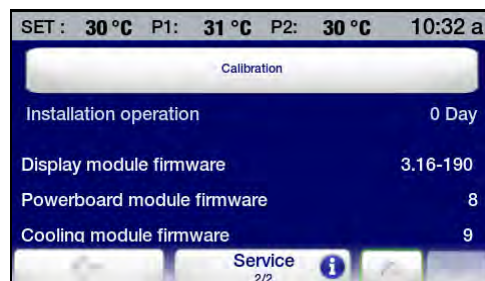 SET: 30 °C P1: 31 °C P2: 30 °C 10:32 a
Calibration
Installation operation 0 Day
Display module firmware 3.16-190
Powerboard module firmware 8
Cooling module firmware 9
Service
2/2